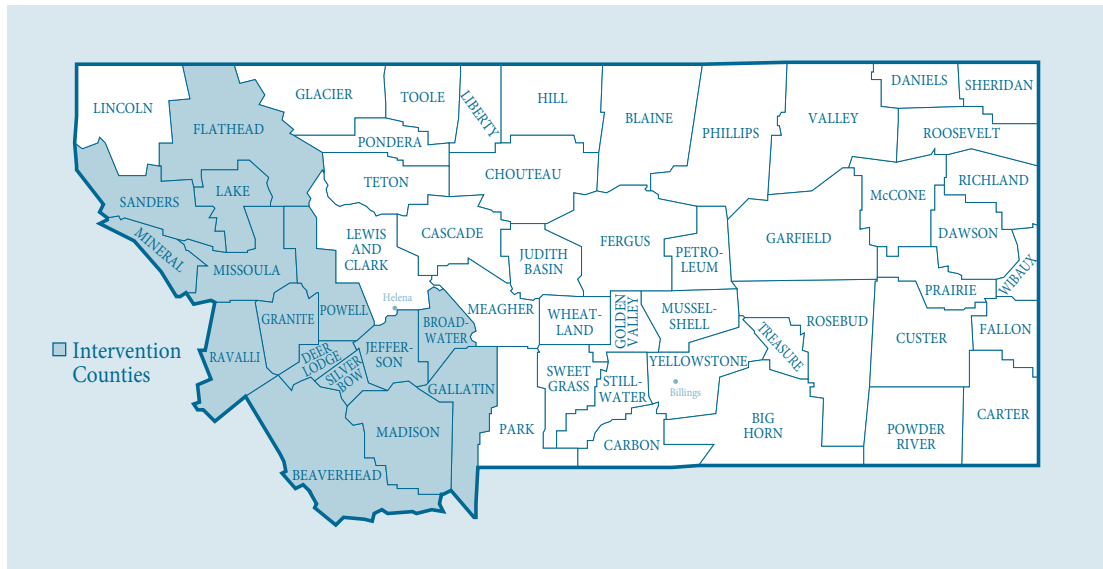 LINCOLN
FLATHEAD
GLACIER
TOOLE
LIBERTY
HILL
BLAINE
PHILLIPS
VALLEY
DANIELS
SHERIDAN
ROOSEVELT
PONDERA
TETON
CHOUTEAU
McCONE
RICHLAND
SANDERS
LAKE
MINERAL
MISSOULA
LEWIS
AND
CLARK
CASCADE
JUDITH
BASIN
FERGUS
PETRO-
LEUM
GARFIELD
DAWSON
WIBAUX
PRAIRIE
Helena
POWELL
GRANITE
BROAD-
WATER
MEAGHER
WHEAT-
LAND
GOLDEN
VALLEY
MUSSEL-
SHELL
TREASURE
ROSEBUD
CUSTER
FALLON
Intervention
Counties
RAVALLI
DEER
LODGE
SILVER
BOW
JEFFER-
SON
GALLATIN
SWEET
GRASS
STILL-
WATER
YELLOWSTONE
Billings
MADISON
BEAVERHEAD
PARK
CARBON
BIG
HORN
POWDER
RIVER
CARTER